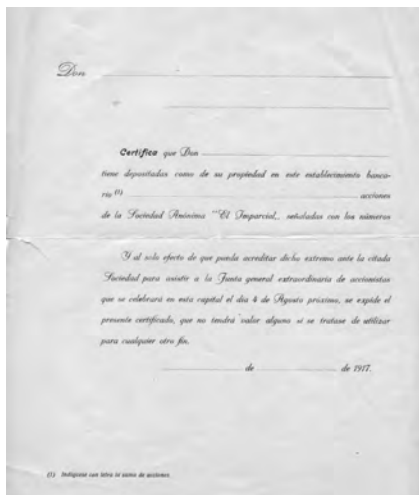 Don
Certifica que Don
tiene depositadas como de su propiedad en este establecimiento banca-
rio (1) acciones
de la Sociedad Anónima "El Imparcial„ señaladas con los números
Y al solo efecto de que pueda acreditar dicho extremo ante la citada
Sociedad para asistir a la Junta general extraordinaria de accionistas
que se celebrará en esta capital el día 4 de Agosto próximo, se expide el
presente certificado, que no tendrá valor alguno si se tratase de utilizar
para cualquier otro fin.
de de 1917.
(1) Indíquese con letra la suma de acciones.